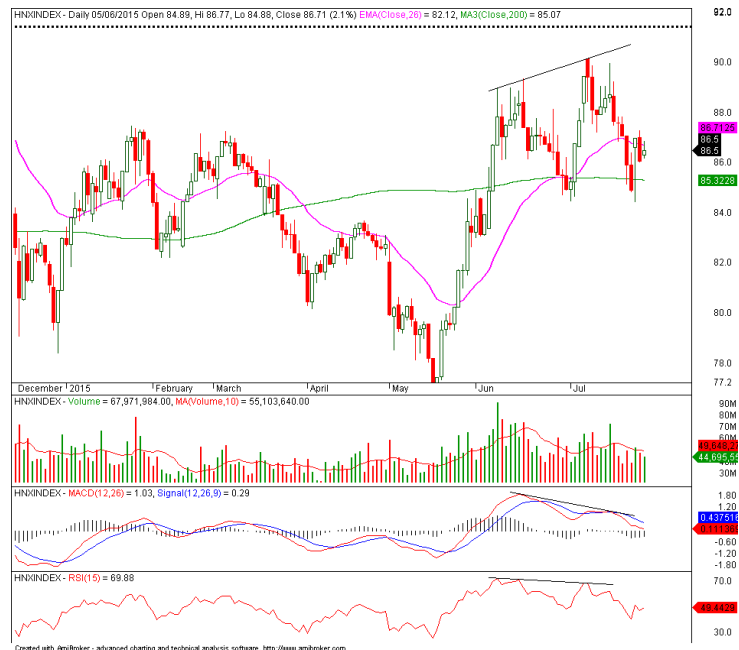 HNXINDEX - Daily 05/06/2015 Open 84.89, Hi 86.77, Lo 84.88, Close 86.71 (2.1%) EMA(Close,26) = 82.12, MA3(Close,200) = 85.07
92.0
90.0
88.0
86.7125
86.5
86.5
86.0
85.3228
84.0
82.0
80.0
78.0
77.2
December 2015 February March April May Jun Jul
HNXINDEX - Volume = 67,971,984.00, MA(Volume,10) = 55,103,640.00
90M
80M
70M
60M
44,695,55
30M
HNXINDEX - MACD(12,26) = 1.03, Signal(12,26,9) = 0.29
1.80
1.20
0.437516
-0.60
-1.20
-1.80
HNXINDEX - RSI(15) = 69.88
70.0
49.4429
30.0
Created with AmiBroker - advanced charting and technical analysis software. http://www.amibroker.com